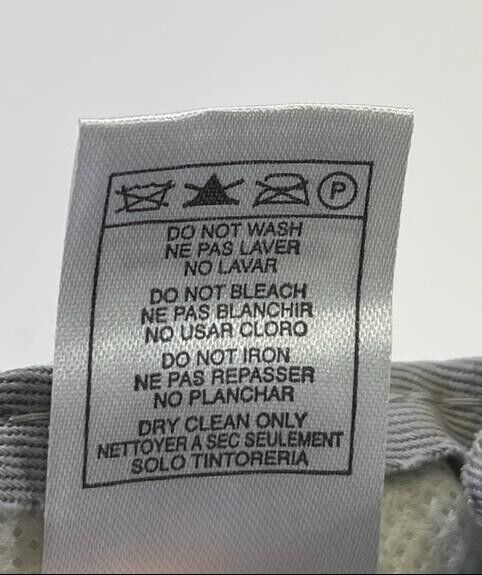 P
DO NOT WASH
NE PAS LAVER
NO LAVAR
DO NOT BLEACH
NE PAS BLANCHIR
NO USAR CLORO
DO NOT IRON
NE PAS REPASSER
NO PLANCHAR
DRY CLEAN ONLY
NETTOYER A SEC SEULEMENT
SOLO TINTORERIA